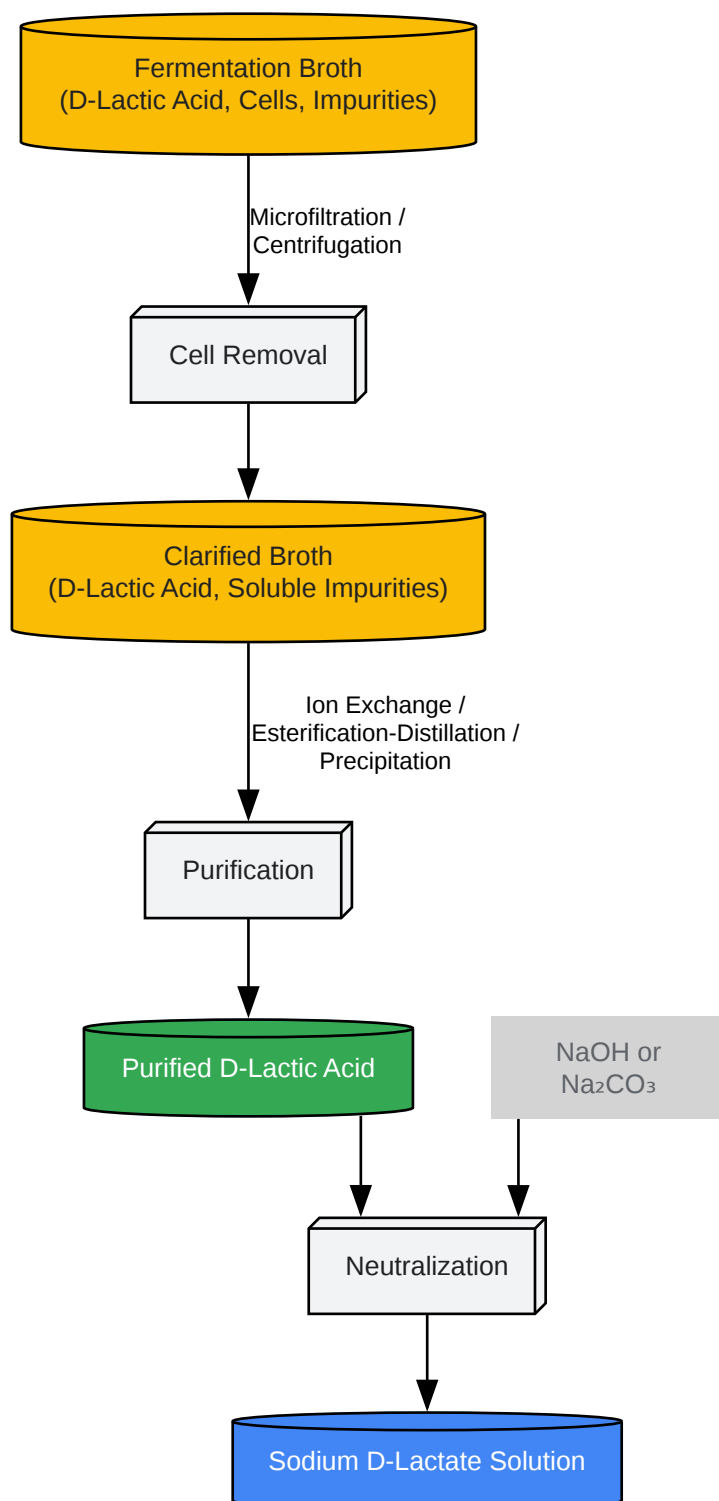 Fermentation Broth
(D-Lactic Acid, Cells, Impurities)
Microfiltration /
Centrifugation
Cell Removal
Clarified Broth
(D-Lactic Acid, Soluble Impurities)
Ion Exchange /
Esterification-Distillation /
Precipitation
Purification
Purified D-Lactic Acid
NaOH or
Na₂CO₃
Neutralization
Sodium D-Lactate Solution